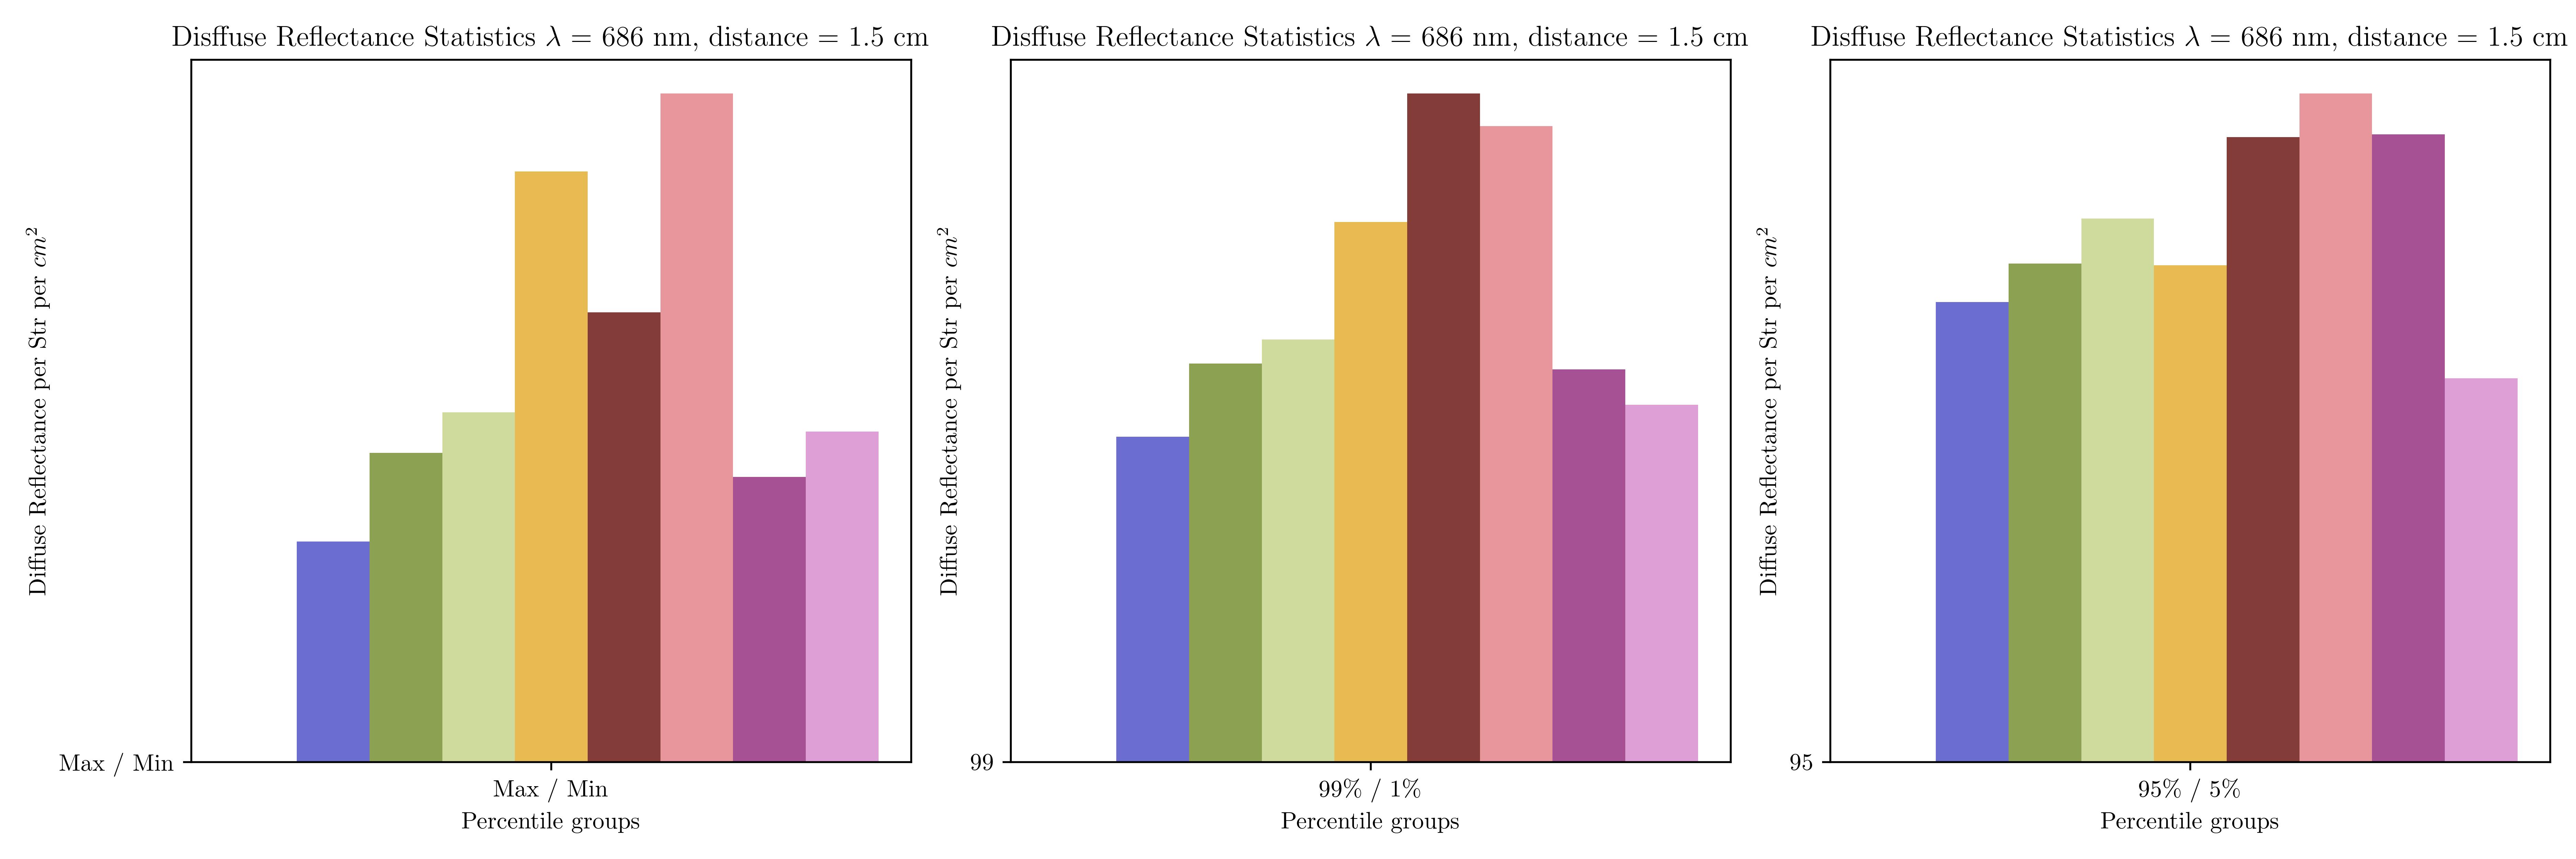 Disffuse Reflectance Statistics λ = 686 nm, distance = 1.5 cm
Diffuse Reflectance per Str per cm²
Max / Min
Max / Min
Percentile groups
Disffuse Reflectance Statistics λ = 686 nm, distance = 1.5 cm
Diffuse Reflectance per Str per cm²
99
99% / 1%
Percentile groups
Disffuse Reflectance Statistics λ = 686 nm, distance = 1.5 cm
Diffuse Reflectance per Str per cm²
95
95% / 5%
Percentile groups